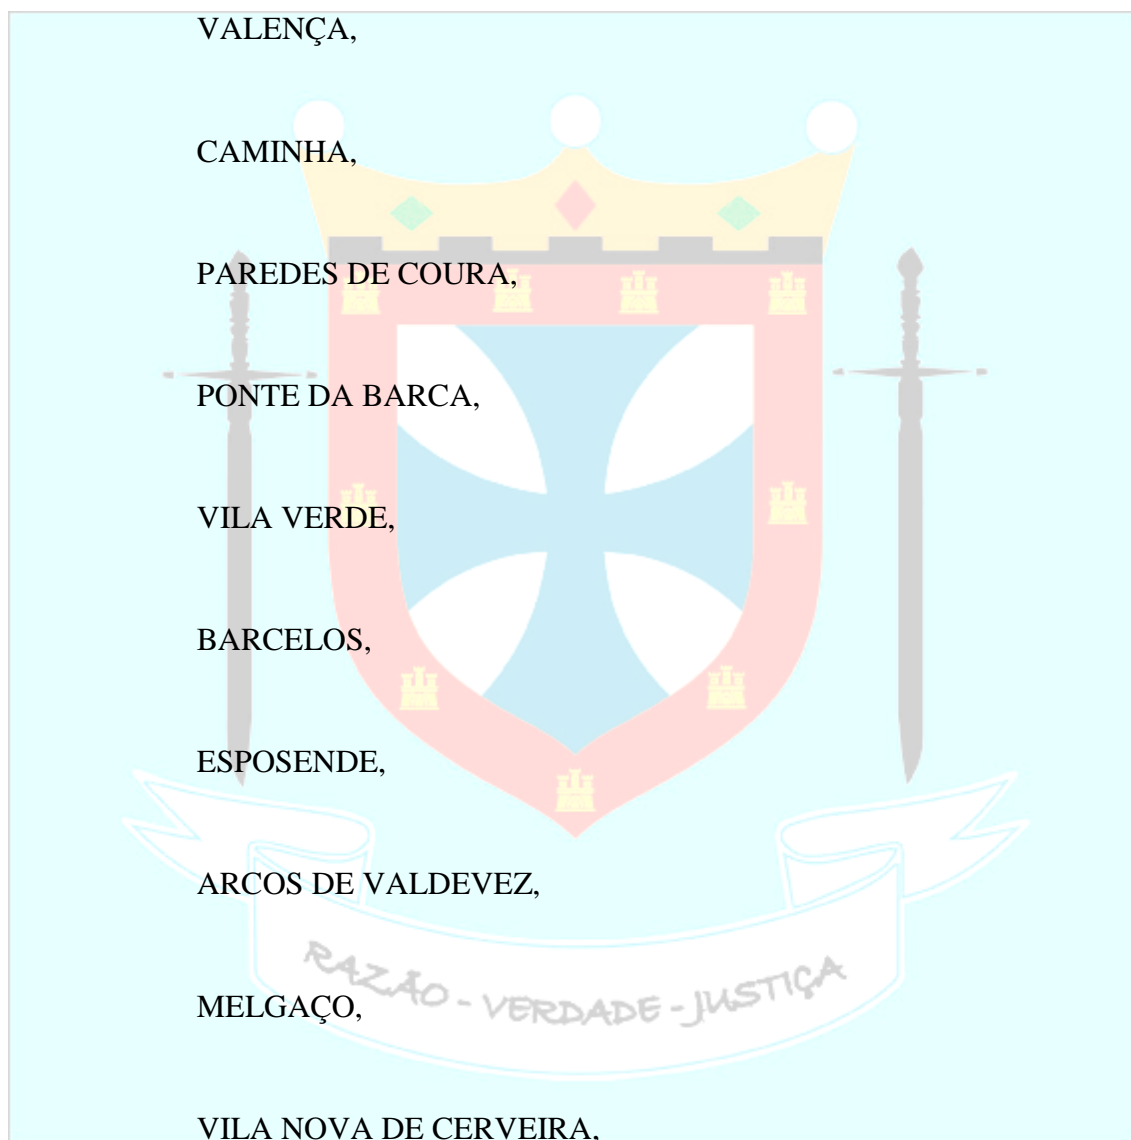 VALENÇA,
CAMINHA,
PAREDES DE COURA,
PONTE DA BARCA,
VILA VERDE,
BARCELOS,
ESPOSENDE,
ARCOS DE VALDEVEZ,
RAZÃO - VERDADE - JUSTIÇA
MELGAÇO,
VILA NOVA DE CERVEIRA,